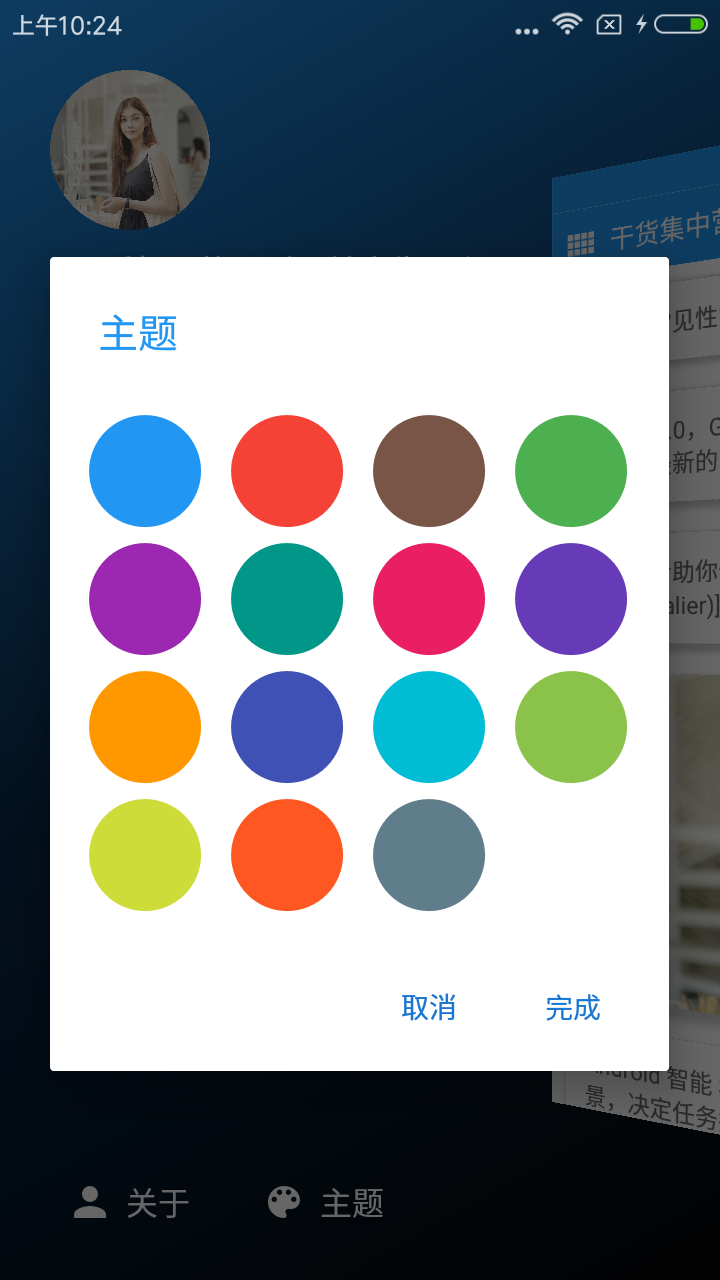 上午10:24
干货集中营
见性
.0，G
新的
助你
alier)]
主题
取消
完成
Android 智能
景，决定任务
关于
主题